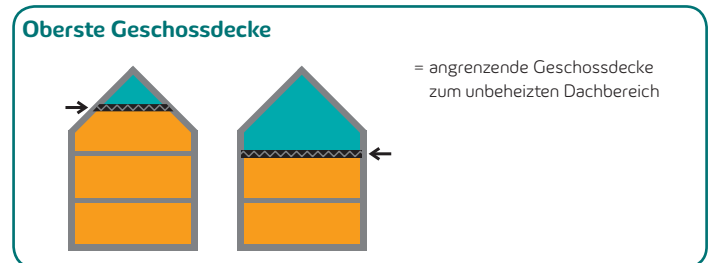 Oberste Geschossdecke
= angrenzende Geschossdecke
zum unbeheizten Dachbereich